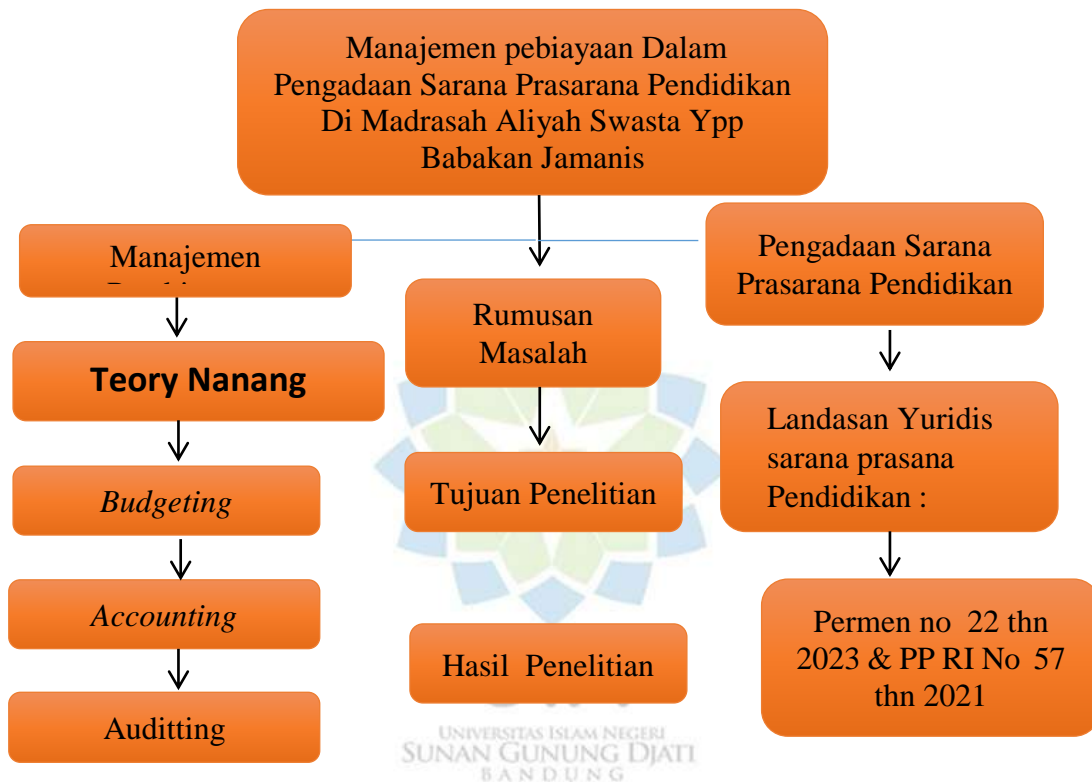 Manajemen pebiayaan Dalam
Pengadaan Sarana Prasarana Pendidikan
Di Madrasah Aliyah Swasta Ypp
Babakan Jamanis
Manajemen
Teory Nanang
Budgeting
Accounting
Auditting
Rumusan
Masalah
Tujuan Penelitian
Hasil Penelitian
Pengadaan Sarana
Prasarana Pendidikan
Landasan Yuridis
sarana prasana
Pendidikan :
Permen no 22 thn
2023 & PP RI No 57
thn 2021
UNIVERSITAS ISLAM NEGERI
SUNAN GUNUNG DJATI
BANDUNG